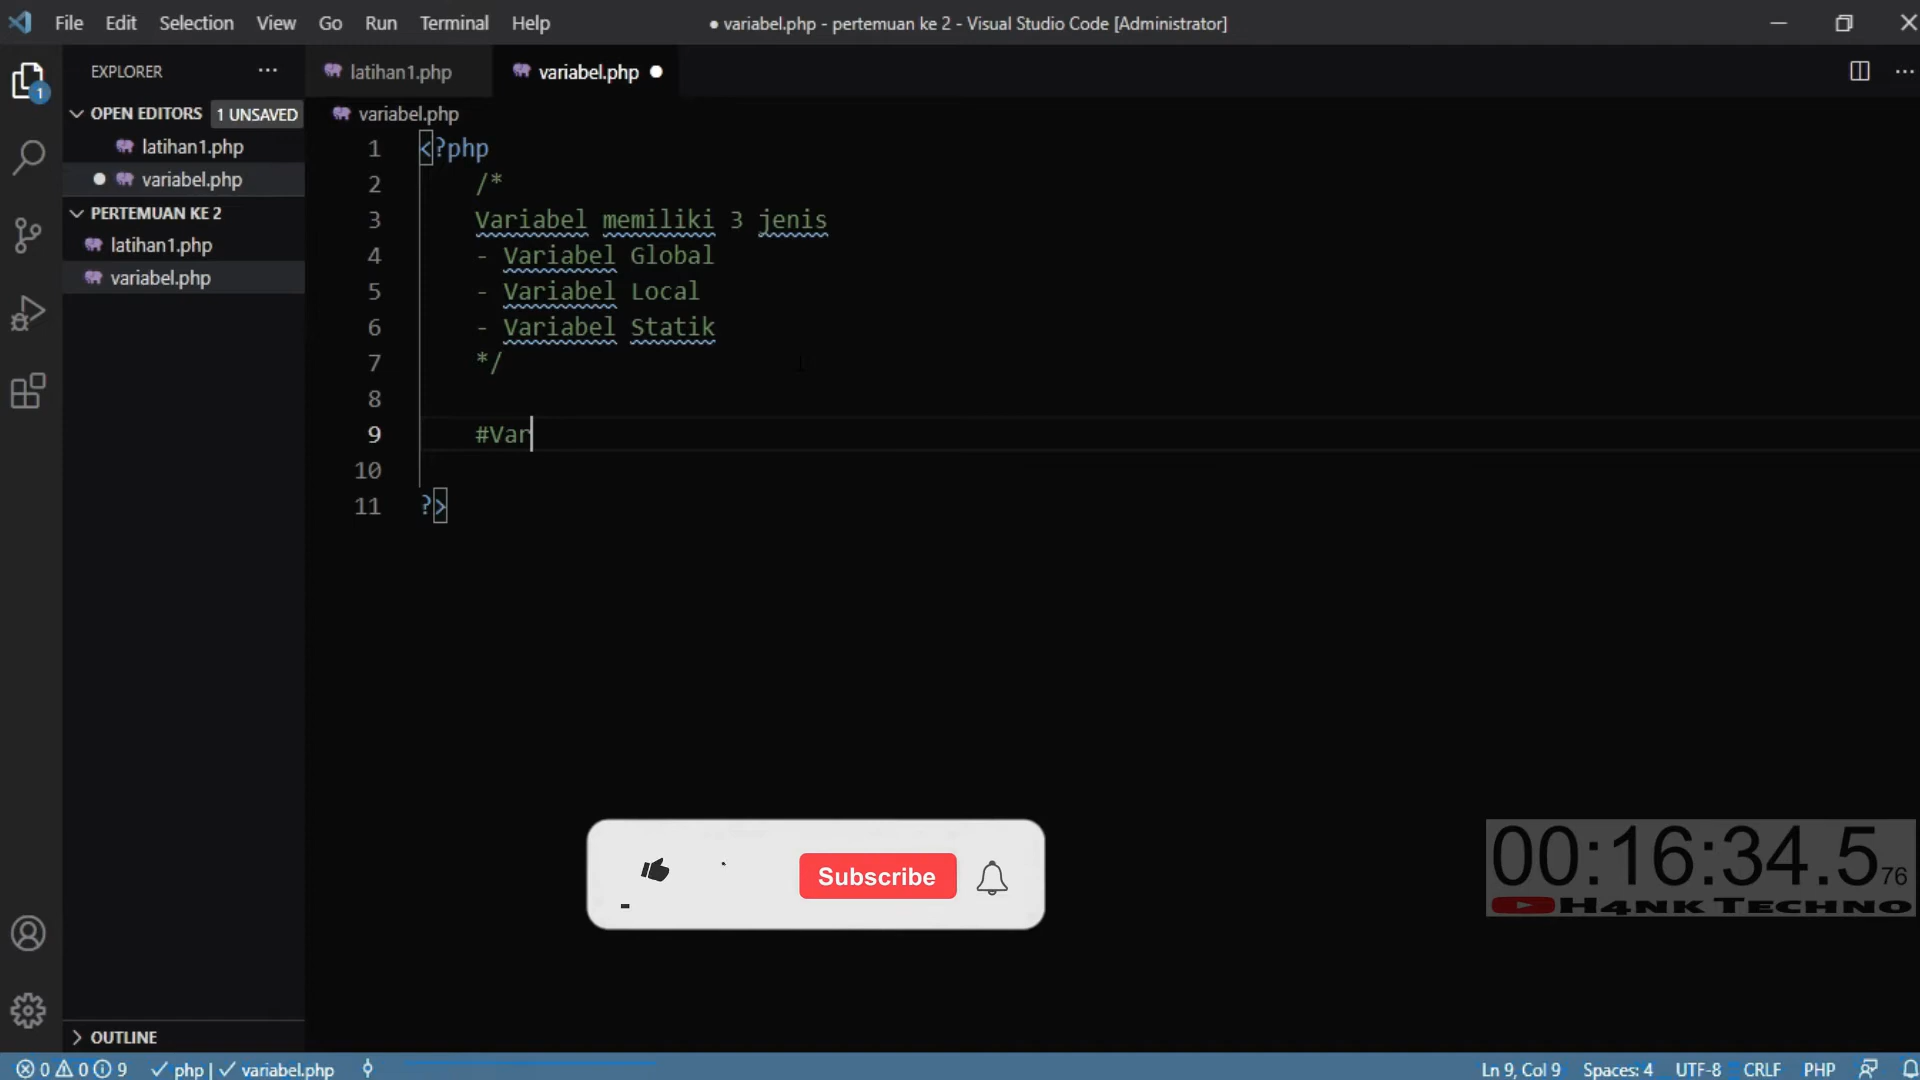 File Edit Selection View Go Run Terminal Help
● variabel.php - pertemuan ke 2 - Visual Studio Code [Administrator]
EXPLORER
OPEN EDITORS 1 UNSAVED
latihan1.php
variabel.php
PERTEMUAN KE 2
latihan1.php
variabel.php
OUTLINE
1
latihan1.php variabel.php
variabel.php
1 <?php
2 /*
3 Variabel memiliki 3 jenis
4 - Variabel Global
5 - Variabel Local
6 - Variabel Statik
7 */
8
9 #Var
10
11 ?>
Subscribe
00:16:34.576
H4NK TECHNO
0 0 9 php | variabel.php
Ln 9, Col 9 Spaces: 4 UTF-8 CRLF PHP